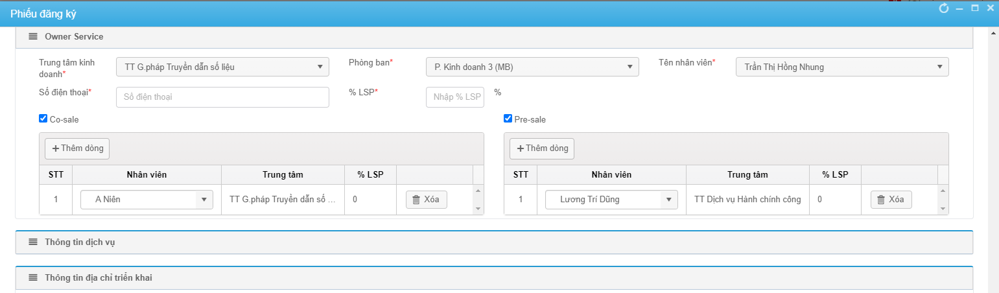 Phiếu đăng ký
Owner Service
Trung tâm kinh doanh* TT G.pháp Truyền dẫn số liệu Phòng ban* P. Kinh doanh 3 (MB) Tên nhân viên* Trần Thị Hồng Nhung
Số điện thoại* Số điện thoại % LSP* Nhập % LSP %
Co-sale
Thêm dòng
STT Nhân viên Trung tâm % LSP
1 A Niên TT G.pháp Truyền dẫn số ... 0 Xóa
Pre-sale
Thêm dòng
STT Nhân viên Trung tâm % LSP
1 Lương Trí Dũng TT Dịch vụ Hành chính công 0 Xóa
Thông tin dịch vụ
Thông tin địa chỉ triển khai